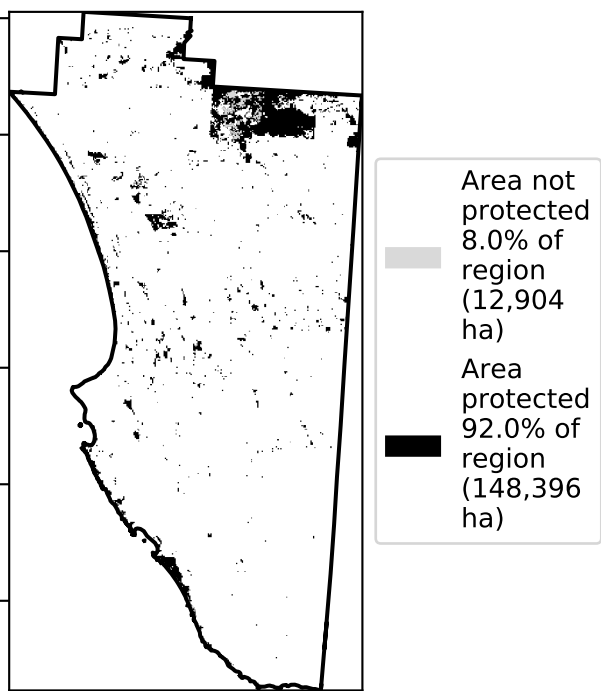 Area not
protected
8.0% of
region
(12,904
ha)
Area
protected
92.0% of
region
(148,396
ha)